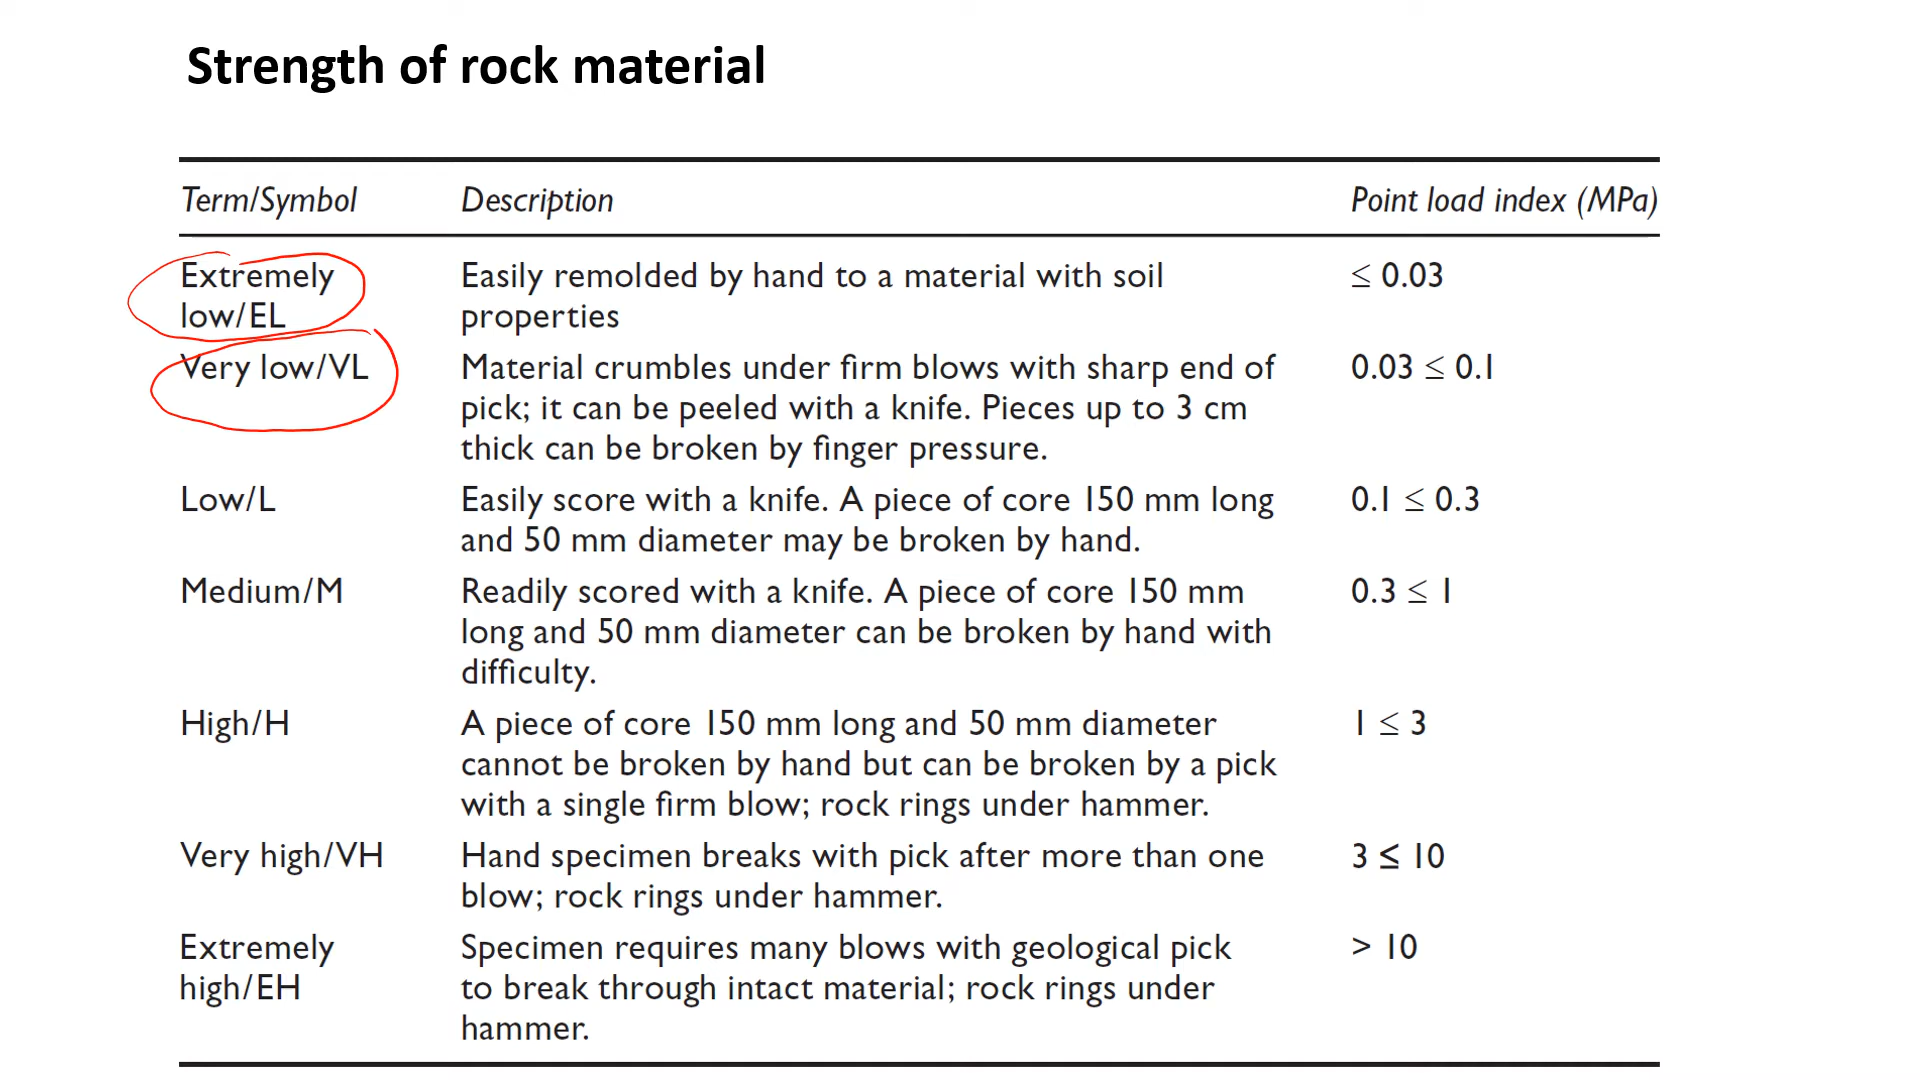 Strength of rock material
Term/Symbol Description Point load index (MPa)
Extremely Easily remolded by hand to a material with soil ≤ 0.03
low/EL properties
Very low/VL Material crumbles under firm blows with sharp end of 0.03 ≤ 0.1
pick; it can be peeled with a knife. Pieces up to 3 cm
thick can be broken by finger pressure.
Low/L Easily score with a knife. A piece of core 150 mm long 0.1 ≤ 0.3
and 50 mm diameter may be broken by hand.
Medium/M Readily scored with a knife. A piece of core 150 mm 0.3 ≤ 1
long and 50 mm diameter can be broken by hand with
difficulty.
High/H A piece of core 150 mm long and 50 mm diameter 1 ≤ 3
cannot be broken by hand but can be broken by a pick
with a single firm blow; rock rings under hammer.
Very high/VH Hand specimen breaks with pick after more than one 3 ≤ 10
blow; rock rings under hammer.
Extremely Specimen requires many blows with geological pick > 10
high/EH to break through intact material; rock rings under
hammer.